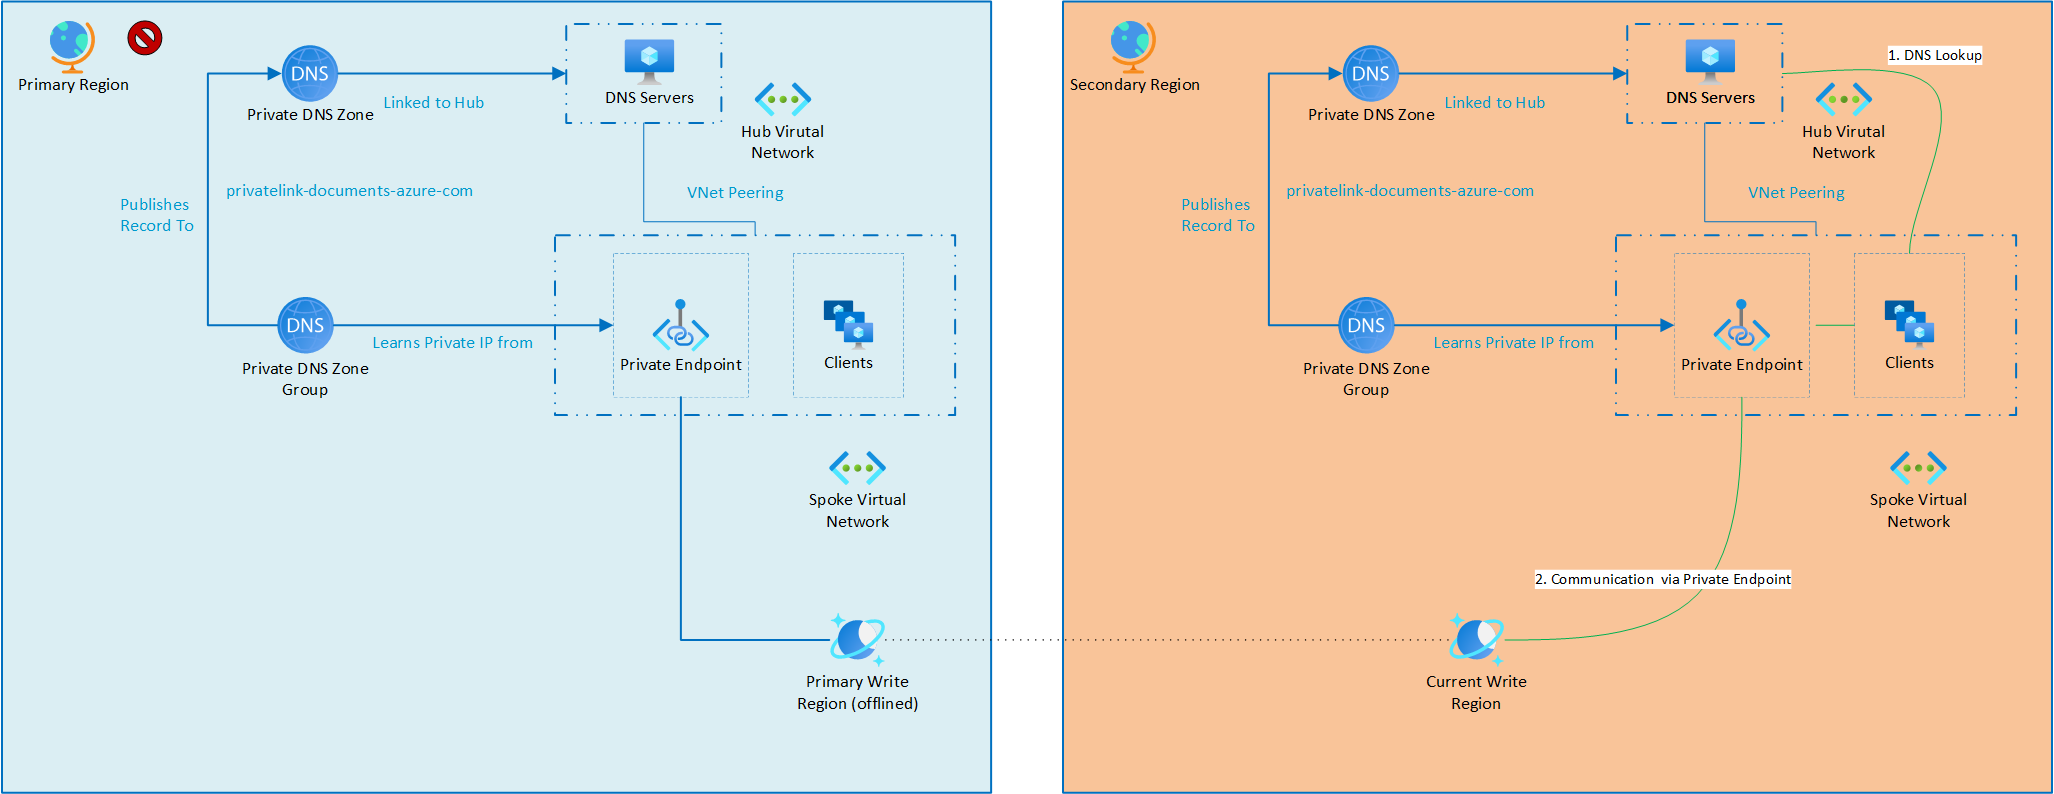 Primary Region
DNS
Private DNS Zone
Linked to Hub
DNS Servers
Hub Virutal
Network
Publishes
Record To
privatelink-documents-azure-com
VNet Peering
DNS
Private DNS Zone
Group
Learns Private IP from
Private Endpoint
Clients
Spoke Virtual
Network
Primary Write
Region (offlined)
Secondary Region
DNS
Private DNS Zone
Linked to Hub
DNS Servers
1. DNS Lookup
Hub Virutal
Network
Publishes
Record To
privatelink-documents-azure-com
VNet Peering
DNS
Private DNS Zone
Group
Learns Private IP from
Private Endpoint
Clients
Spoke Virtual
Network
2. Communication via Private Endpoint
Current Write
Region